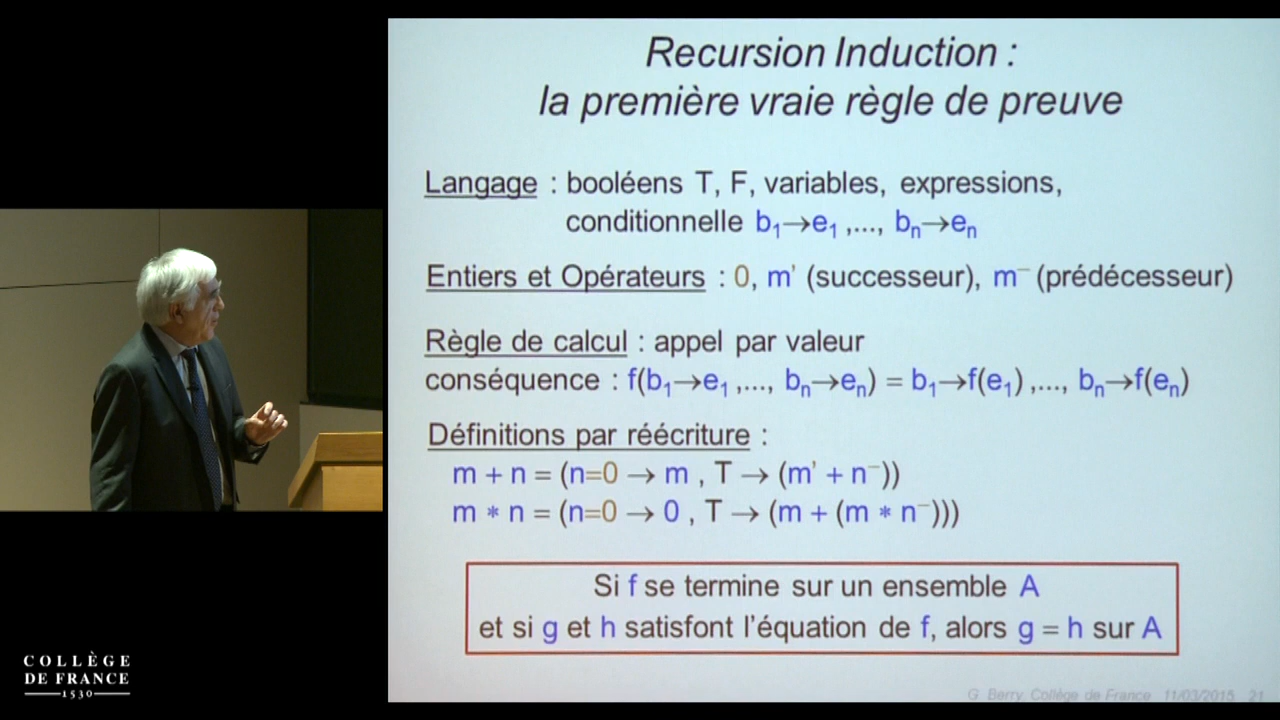 Recursion Induction :
la première vraie règle de preuve
Langage : booléens T, F, variables, expressions,
conditionnelle b₁→e₁ ,..., bₙ→eₙ
Entiers et Opérateurs : 0, m' (successeur), m⁻ (prédécesseur)
Règle de calcul : appel par valeur
conséquence : f(b₁→e₁ ,..., bₙ→eₙ) = b₁→f(e₁) ,..., bₙ→f(eₙ)
Définitions par réécriture :
m + n = (n=0 → m , T → (m' + n⁻))
m * n = (n=0 → 0 , T → (m + (m * n⁻)))
Si f se termine sur un ensemble A
et si g et h satisfont l'équation de f, alors g = h sur A
G. Berry, Collège de France 11/03/2015 21
COLLÈGE
DE FRANCE
1530